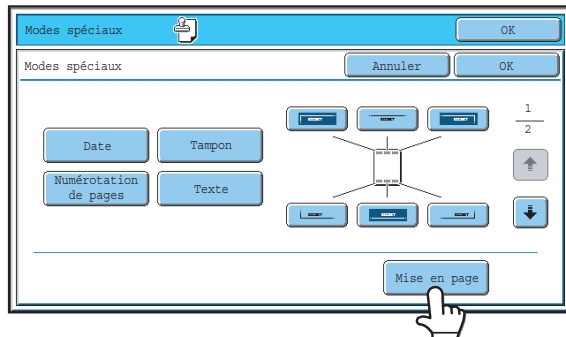 Modes spéciaux OK
Modes spéciaux Annuler OK
1
2
Date Tampon
Numérotation
de pages
Texte
Mise en page